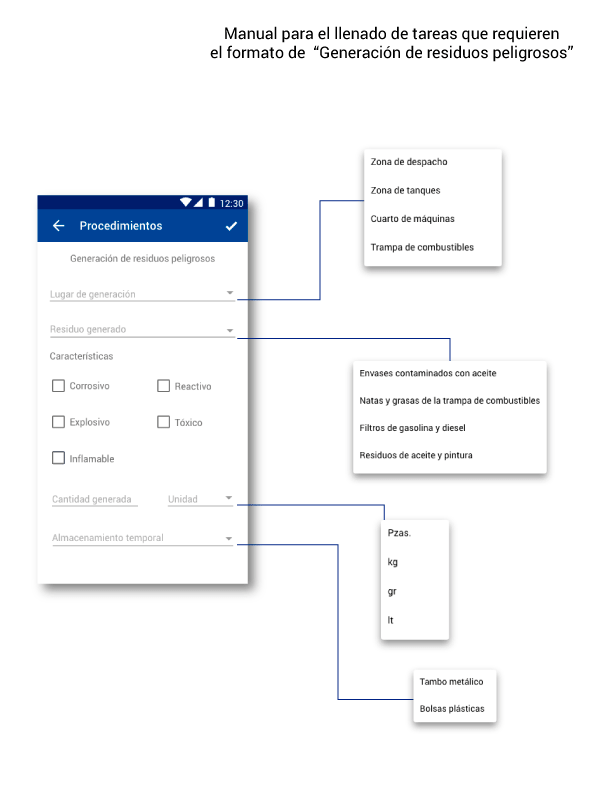 Manual para el llenado de tareas que requieren
el formato de “Generación de residuos peligrosos”
12:30
Procedimientos
Generación de residuos peligrosos
Lugar de generación
Residuo generado
Características
Corrosivo
Reactivo
Explosivo
Tóxico
Inflamable
Cantidad generada
Unidad
Almacenamiento temporal
Zona de despacho
Zona de tanques
Cuarto de máquinas
Trampa de combustibles
Envases contaminados con aceite
Natas y grasas de la trampa de combustibles
Filtros de gasolina y diesel
Residuos de aceite y pintura
Pzas.
kg
gr
lt
Tambo metálico
Bolsas plásticas